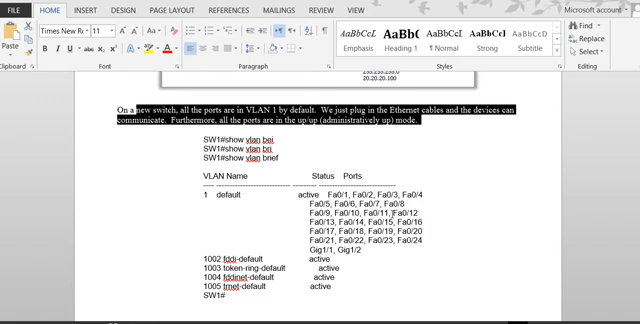 FILE HOME INSERT DESIGN PAGE LAYOUT REFERENCES MAILINGS REVIEW VIEW Microsoft account
Times New Ro 11 Aa
AaBbCcL AaBb( AaBbCcI AaBbCcI AaBbCcL
Find
Replace
Select
Paste
B I U abc
Emphasis Heading 1 ¶ Normal Strong Subtitle
Clipboard Font Paragraph Styles Editing
255.255.255.0
20.20.20.100
On a new switch, all the ports are in VLAN 1 by default. We just plug in the Ethernet cables and the devices can
communicate. Furthermore, all the ports are in the up/up (administratively up) mode.
SW1#show vlan bei
SW1#show vlan bri
SW1#show vlan brief
VLAN Name Status Ports
---- -------------------------------- --------- -------------------------------
1 default active Fa0/1, Fa0/2, Fa0/3, Fa0/4
Fa0/5, Fa0/6, Fa0/7, Fa0/8
Fa0/9, Fa0/10, Fa0/11, Fa0/12
Fa0/13, Fa0/14, Fa0/15, Fa0/16
Fa0/17, Fa0/18, Fa0/19, Fa0/20
Fa0/21, Fa0/22, Fa0/23, Fa0/24
Gig1/1, Gig1/2
1002 fddi-default active
1003 token-ring-default active
1004 fddinet-default active
1005 trnet-default active
SW1#